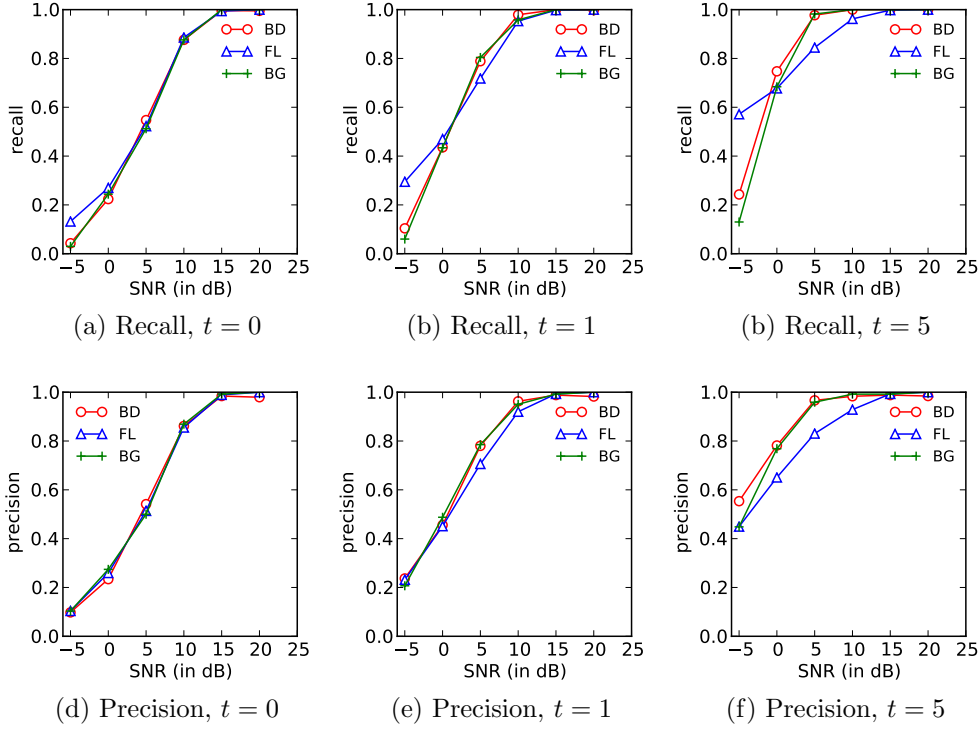 1.0
0.8
0.6
0.4
0.2
0.0
recall
BD
FL
BG
−5 0 5 10 15 20 25
SNR (in dB)
(a) Recall, t = 0
1.0
0.8
0.6
0.4
0.2
0.0
recall
BD
FL
BG
−5 0 5 10 15 20 25
SNR (in dB)
(b) Recall, t = 1
1.0
0.8
0.6
0.4
0.2
0.0
recall
BD
FL
BG
−5 0 5 10 15 20 25
SNR (in dB)
(b) Recall, t = 5
1.0
0.8
0.6
0.4
0.2
0.0
precision
BD
FL
BG
−5 0 5 10 15 20 25
SNR (in dB)
(d) Precision, t = 0
1.0
0.8
0.6
0.4
0.2
0.0
precision
BD
FL
BG
−5 0 5 10 15 20 25
SNR (in dB)
(e) Precision, t = 1
1.0
0.8
0.6
0.4
0.2
0.0
precision
BD
FL
BG
−5 0 5 10 15 20 25
SNR (in dB)
(f) Precision, t = 5